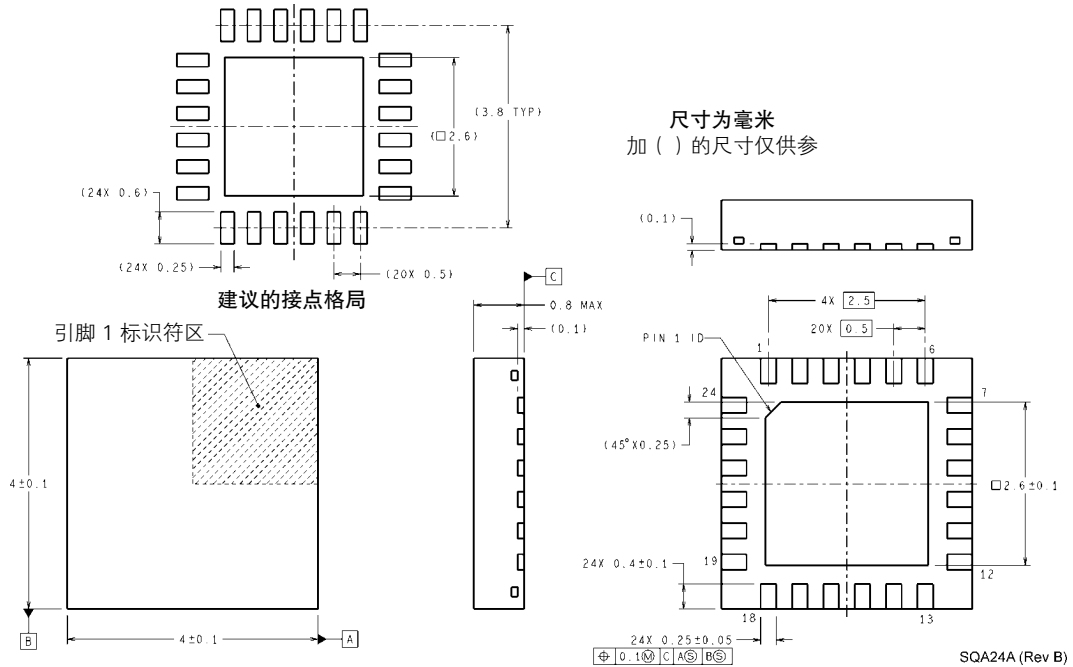 (3.8 TYP)
(□2.6)
(24X 0.6)
(24X 0.25)
(20X 0.5)
建议的接点格局
尺寸为毫米
加 ( ) 的尺寸仅供参
(0.1)
引脚 1 标识符区
4±0.1
B
4±0.1
A
C
0.8 MAX
(0.1)
4X 2.5
20X 0.5
PIN 1 ID
1
6
24
7
(45°X0.25)
□2.6±0.1
19
12
24X 0.4±0.1
18
13
24X 0.25±0.05
⌖ 0.1Ⓜ C AⓈ BⓈ
SQA24A (Rev B)